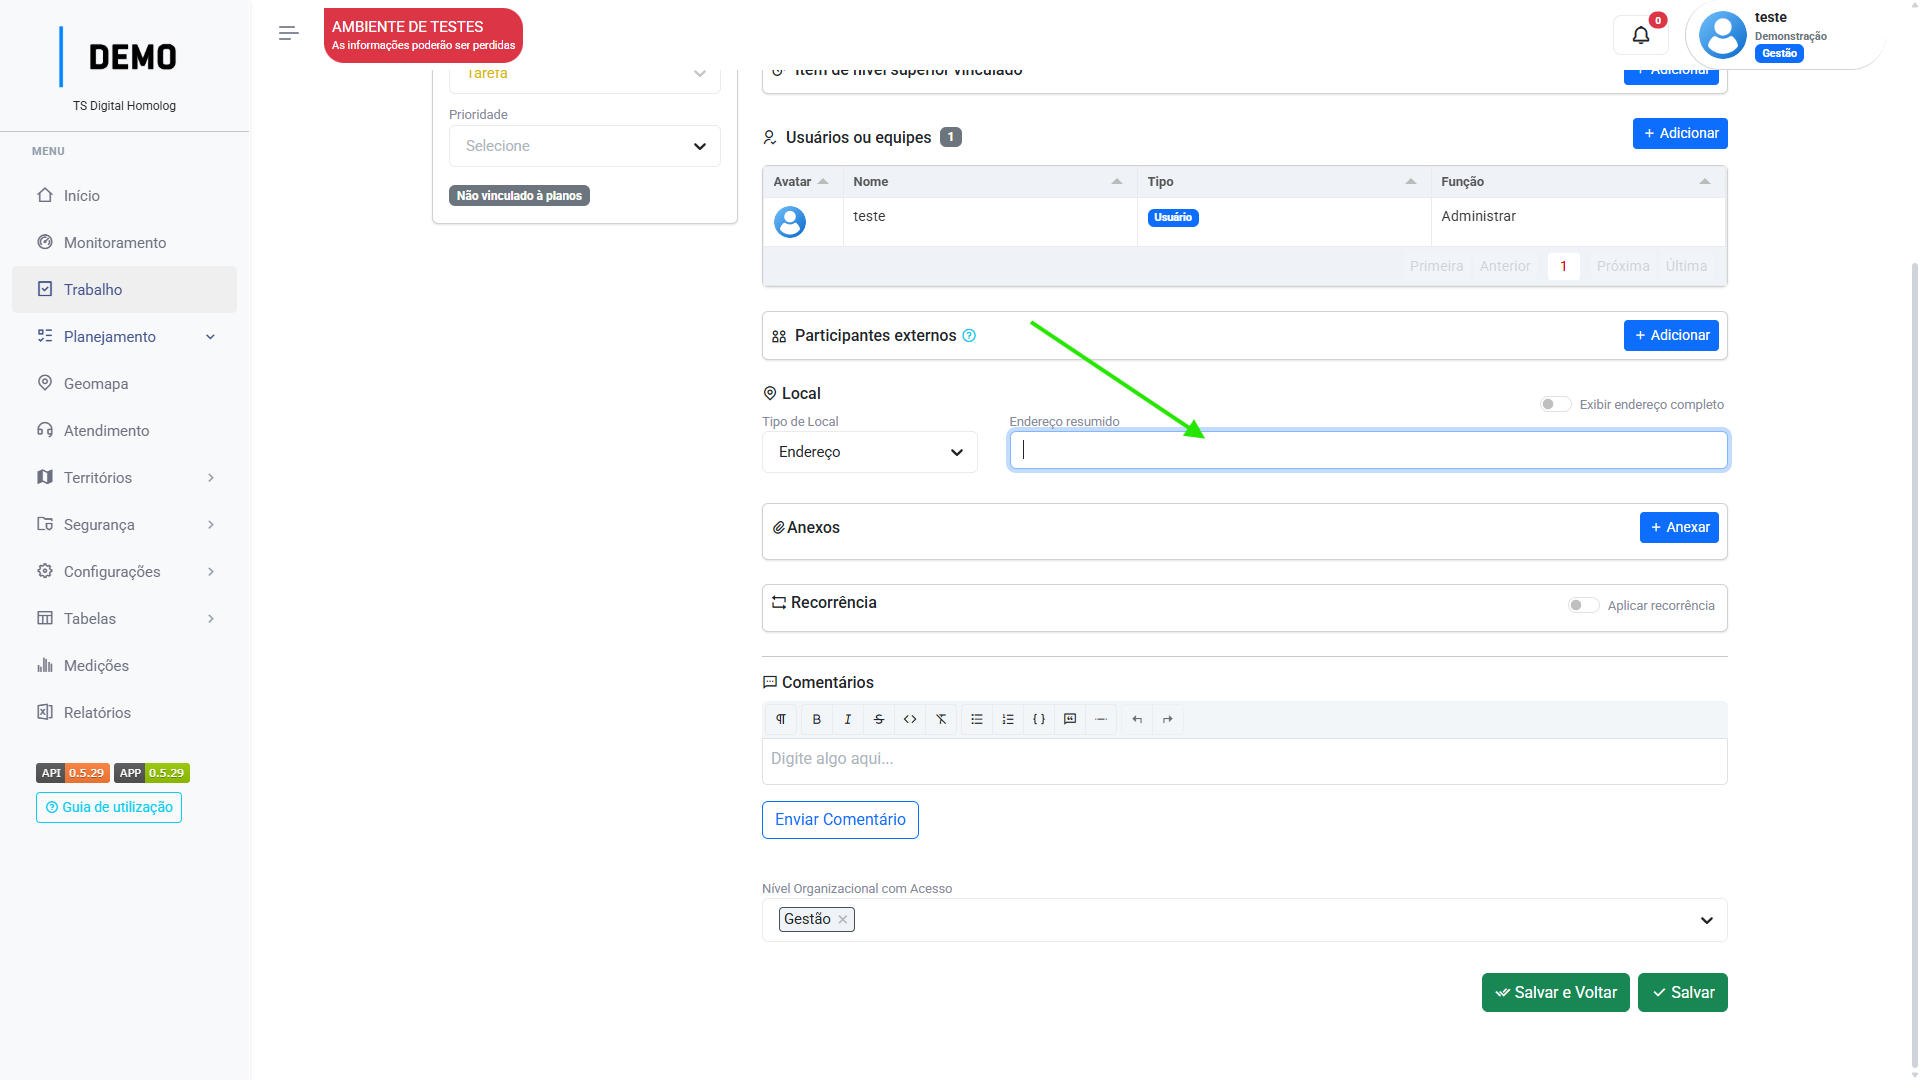 DEMO
TS Digital Homolog
MENU
Início
Monitoramento
Trabalho
Planejamento
Geomapa
Atendimento
Territórios
Segurança
Configurações
Tabelas
Medições
Relatórios
API 0.5.29 APP 0.5.29
Guia de utilização
AMBIENTE DE TESTES
As informações poderão ser perdidas
0
teste
Demonstração
Gestão
Tarefa
Prioridade
Selecione
Não vinculado à planos
Item de nível superior vinculado
+ Adicionar
Usuários ou equipes 1
+ Adicionar
Avatar Nome Tipo Função
teste Usuário Administrar
Primeira Anterior 1 Próxima Última
Participantes externos
+ Adicionar
Local
Exibir endereço completo
Tipo de Local
Endereço
Endereço resumido
Anexos
+ Anexar
Recorrência
Aplicar recorrência
Comentários
Digite algo aqui...
Enviar Comentário
Nível Organizacional com Acesso
Gestão
Salvar e Voltar
Salvar